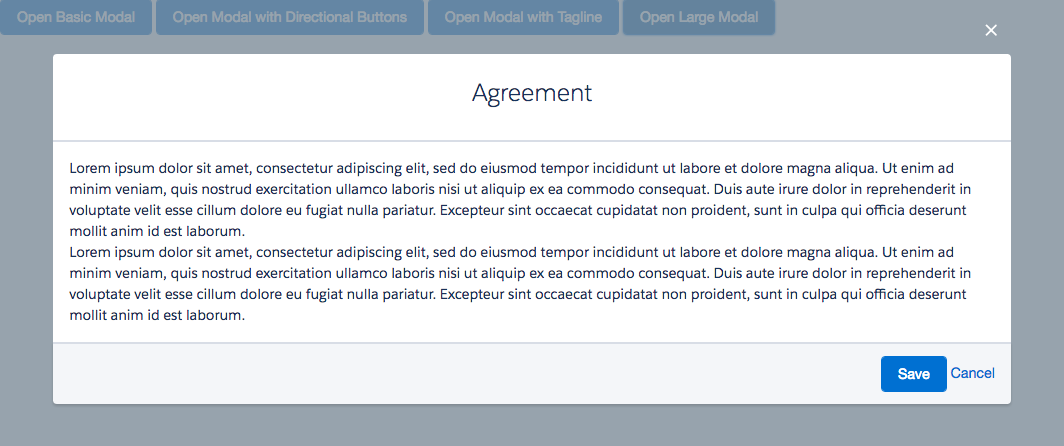 Open Basic Modal Open Modal with Directional Buttons Open Modal with Tagline Open Large Modal
×
Agreement
Lorem ipsum dolor sit amet, consectetur adipiscing elit, sed do eiusmod tempor incididunt ut labore et dolore magna aliqua. Ut enim ad
minim veniam, quis nostrud exercitation ullamco laboris nisi ut aliquip ex ea commodo consequat. Duis aute irure dolor in reprehenderit in
voluptate velit esse cillum dolore eu fugiat nulla pariatur. Excepteur sint occaecat cupidatat non proident, sunt in culpa qui officia deserunt
mollit anim id est laborum.
Lorem ipsum dolor sit amet, consectetur adipiscing elit, sed do eiusmod tempor incididunt ut labore et dolore magna aliqua. Ut enim ad
minim veniam, quis nostrud exercitation ullamco laboris nisi ut aliquip ex ea commodo consequat. Duis aute irure dolor in reprehenderit in
voluptate velit esse cillum dolore eu fugiat nulla pariatur. Excepteur sint occaecat cupidatat non proident, sunt in culpa qui officia deserunt
mollit anim id est laborum.
Save Cancel